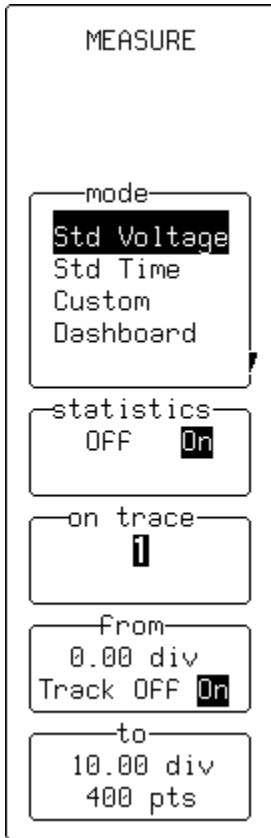 MEASURE
mode
Std Voltage
Std Time
Custom
Dashboard
statistics
OFF On
on trace
1
from
0.00 div
Track OFF On
to
10.00 div
400 pts